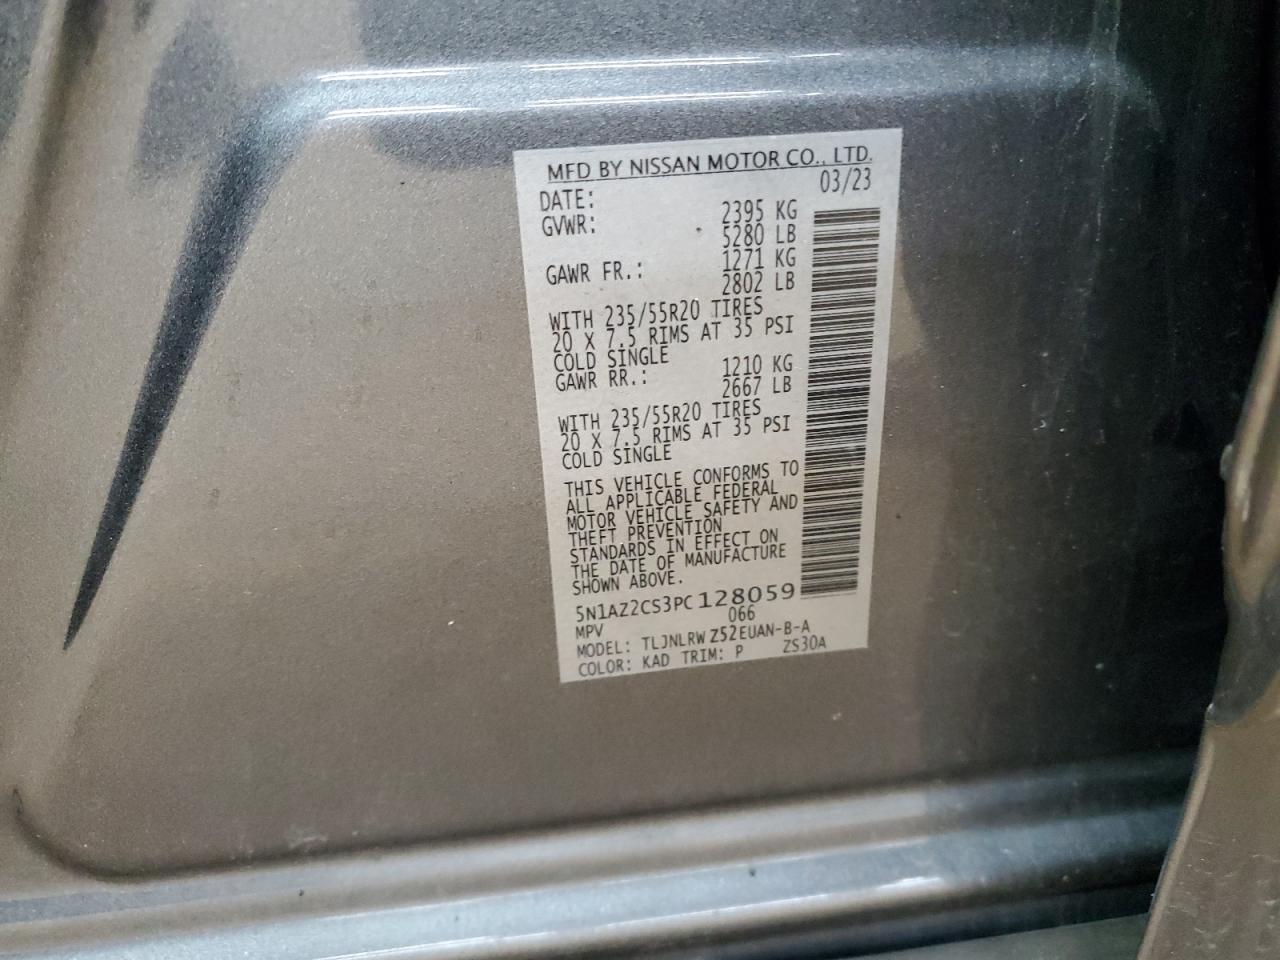 MFD BY NISSAN MOTOR CO., LTD.
DATE: 03/23
GVWR: 2395 KG
5280 LB
GAWR FR.: 1271 KG
2802 LB
WITH 235/55R20 TIRES
20 X 7.5 RIMS AT 35 PSI
COLD SINGLE
GAWR RR.: 1210 KG
2667 LB
WITH 235/55R20 TIRES
20 X 7.5 RIMS AT 35 PSI
COLD SINGLE
THIS VEHICLE CONFORMS TO
ALL APPLICABLE FEDERAL
MOTOR VEHICLE SAFETY AND
THEFT PREVENTION
STANDARDS IN EFFECT ON
THE DATE OF MANUFACTURE
SHOWN ABOVE.
5N1AZ2CS3PC128059
MPV 066
MODEL: TLJNLRW Z52EUAN-B-A
COLOR: KAD TRIM: P ZS30A